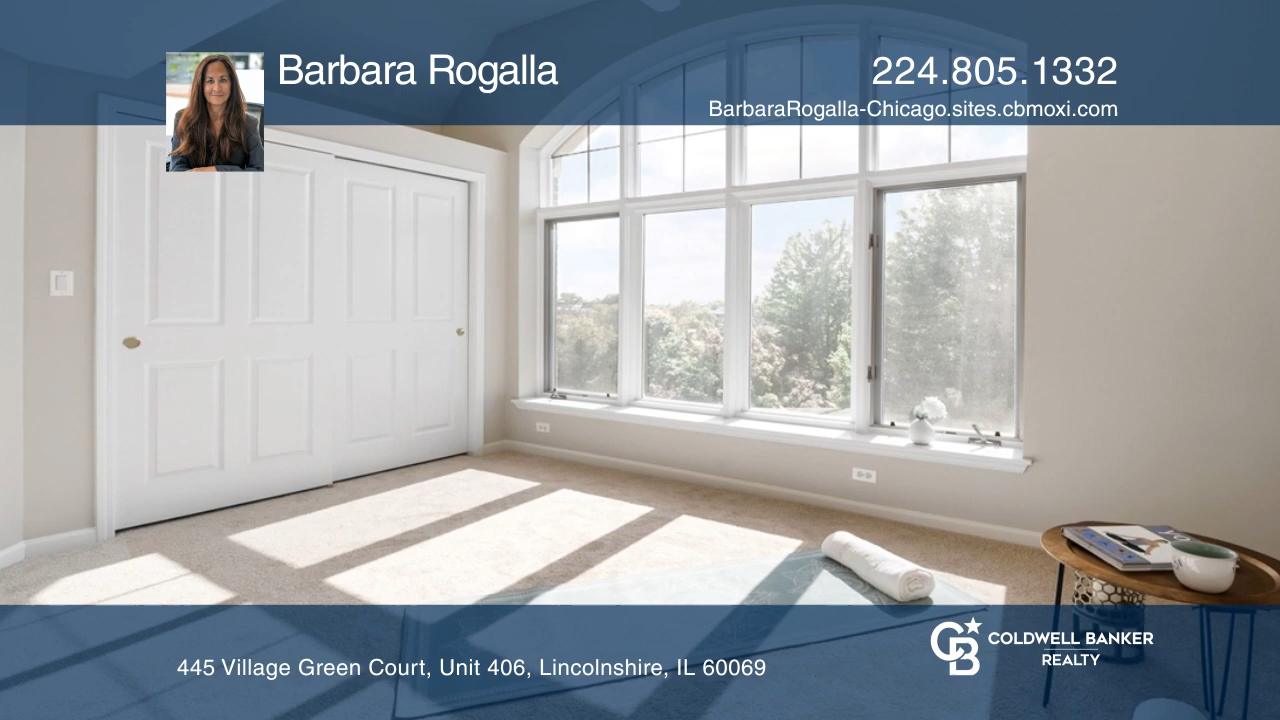 Barbara Rogalla
224.805.1332
BarbaraRogalla-Chicago.sites.cbmoxi.com
445 Village Green Court, Unit 406, Lincolnshire, IL 60069
COLDWELL BANKER
REALTY